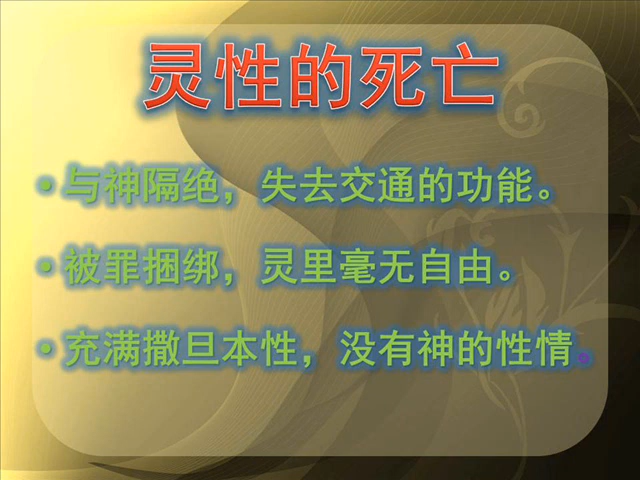 灵性的死亡
• 与神隔绝，失去交通的功能。
• 被罪捆绑，灵里毫无自由。
• 充满撒旦本性，没有神的性情。